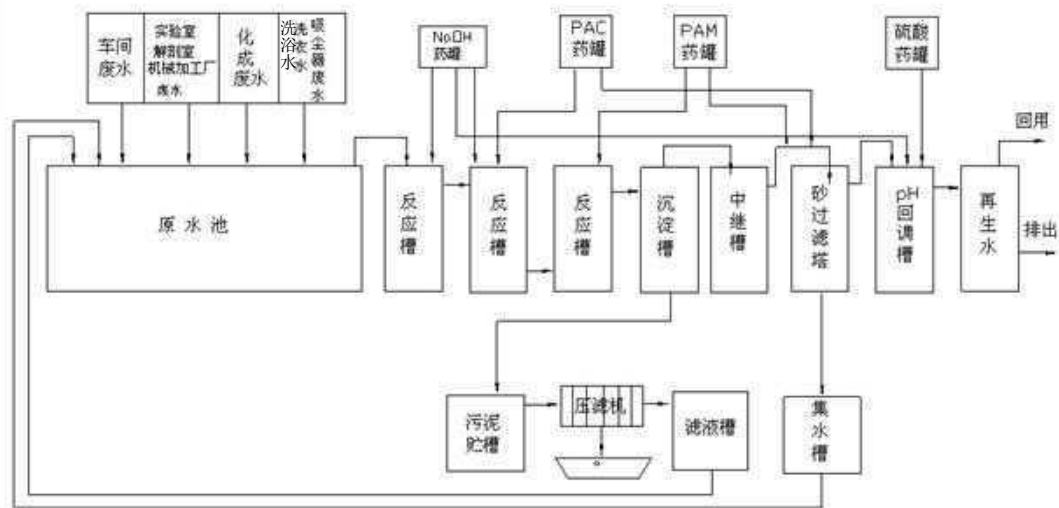 车间
废水
实验室
解剖室
机械加工厂
废水
化
成
废水
洗浴水
洗衣水
吸尘器废水
NaOH
药罐
PAC
药罐
PAM
药罐
硫酸
药罐
原水池
反应槽
反应槽
反应槽
沉淀槽
中继槽
砂过滤塔
pH回调槽
再生水
回用
排出
污泥
贮槽
压滤机
滤液槽
集水槽